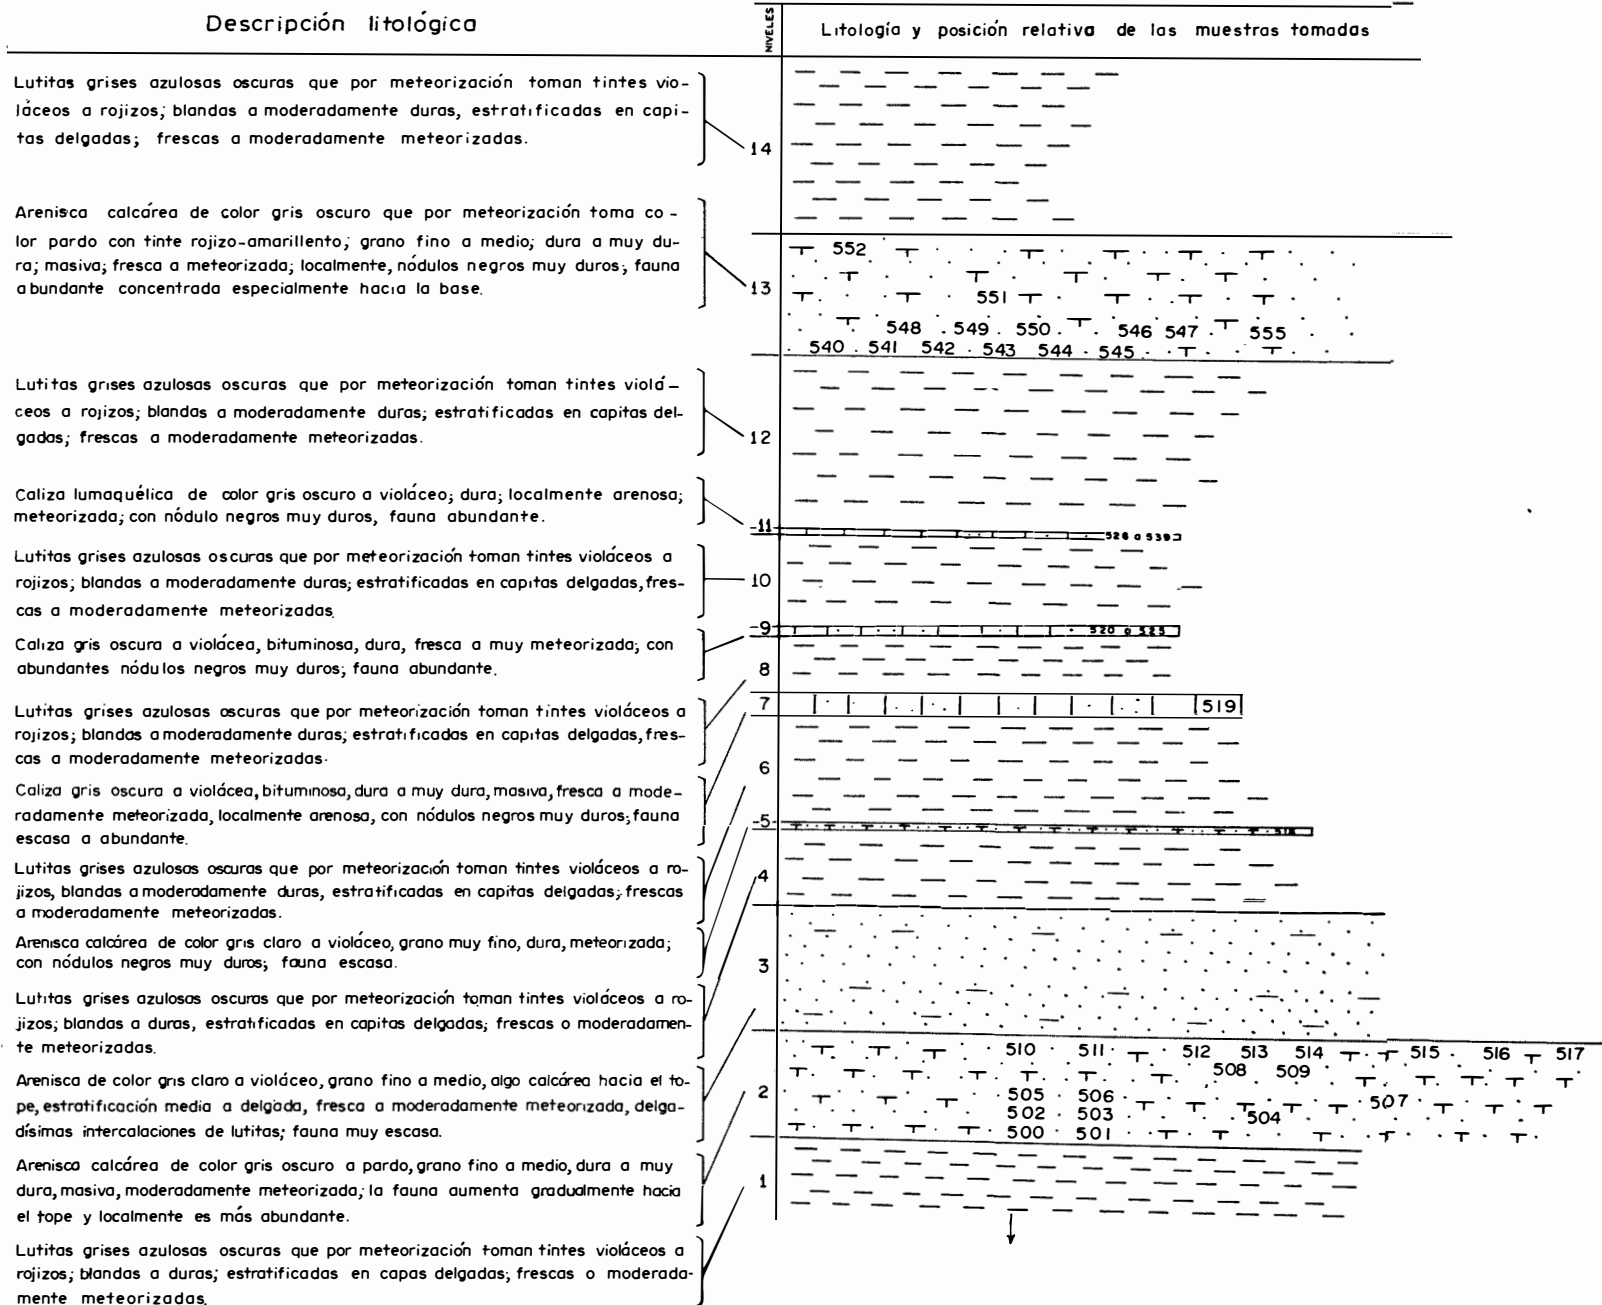 Descripción litológica
NIVELES
Litología y posición relativa de las muestras tomadas
Lutitas grises azulosas oscuras que por meteorización toman tintes vio-
láceos a rojizos; blandas a moderadamente duras, estratificadas en capi-
tas delgadas; frescas a moderadamente meteorizadas.
14
Arenisca calcárea de color gris oscuro que por meteorización toma co-
lor pardo con tinte rojizo-amarillento; grano fino a medio; dura a muy du-
ra; masiva; fresca a meteorizada; localmente, nódulos negros muy duros; fauna
abundante concentrada especialmente hacia la base.
13
552
551
548 549 550 546 547 555
540 541 542 543 544 545
Lutitas grises azulosas oscuras que por meteorización toman tintes violá-
ceos a rojizos; blandas a moderadamente duras; estratificadas en capitas del-
gadas; frescas a moderadamente meteorizadas.
12
Caliza lumaquélica de color gris oscuro a violáceo; dura; localmente arenosa;
meteorizada; con nódulo negros muy duros, fauna abundante.
11
526 a 539
Lutitas grises azulosas oscuras que por meteorización toman tintes violáceos a
rojizos; blandas a moderadamente duras; estratificadas en capitas delgadas, fres-
cas a moderadamente meteorizadas.
10
Caliza gris oscura a violácea, bituminosa, dura, fresca a muy meteorizada; con
abundantes nódulos negros muy duros; fauna abundante.
9
520 a 525
8
Lutitas grises azulosas oscuras que por meteorización toman tintes violáceos a
rojizos; blandas a moderadamente duras; estratificadas en capitas delgadas, fres-
cas a moderadamente meteorizadas.
7
519
Caliza gris oscura a violácea, bituminosa, dura a muy dura, masiva, fresca a mode-
radamente meteorizada, localmente arenosa, con nódulos negros muy duros; fauna
escasa a abundante.
6
5
518
Lutitas grises azulosas oscuras que por meteorización toman tintes violáceos a ro-
jizos, blandas a moderadamente duras, estratificadas en capitas delgadas; frescas
a moderadamente meteorizadas.
4
Arenisca calcárea de color gris claro a violáceo, grano muy fino, dura, meteorizada;
con nódulos negros muy duros; fauna escasa.
3
Lutitas grises azulosas oscuras que por meteorización toman tintes violáceos a ro-
jizos; blandas a duras, estratificadas en capitas delgadas; frescas o moderadamen-
te meteorizadas.
Arenisca de color gris claro a violáceo, grano fino a medio, algo calcárea hacia el to-
pe, estratificación media a delgada, fresca a moderadamente meteorizada, delga-
dísimas intercalaciones de lutitas; fauna muy escasa.
2
510 511 512 513 514 515 516 517
508 509
505 506 507
502 503 504
500 501
Arenisca calcárea de color gris oscuro a pardo, grano fino a medio, dura a muy
dura, masiva, moderadamente meteorizada; la fauna aumenta gradualmente hacia
el tope y localmente es más abundante.
1
Lutitas grises azulosas oscuras que por meteorización toman tintes violáceos a
rojizos; blandas a duras; estratificadas en capas delgadas; frescas o moderada-
mente meteorizadas.